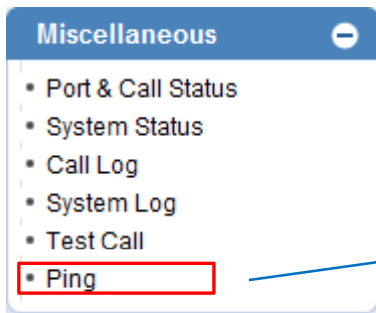 Miscellaneous
Port & Call Status
System Status
Call Log
System Log
Test Call
Ping